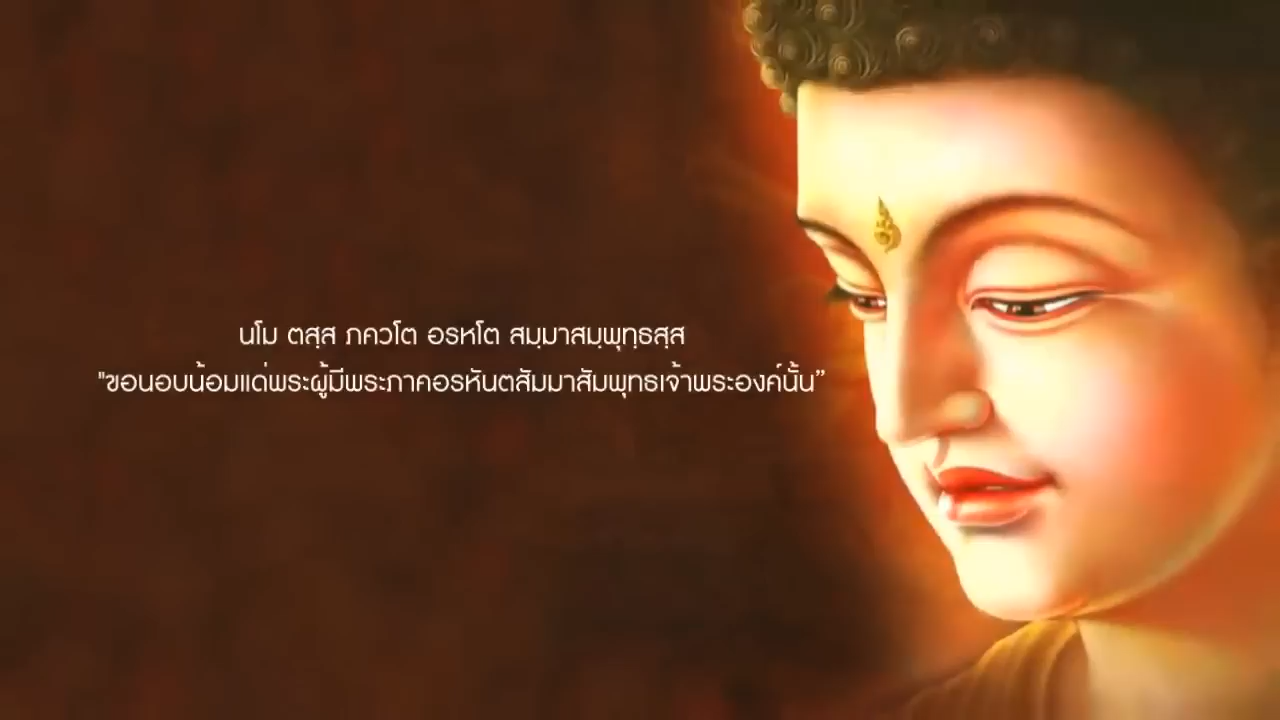 นโม ตสฺส ภควโต อรหโต สมฺมาสมฺพุทฺธสฺส
"ขอนอบน้อมแด่พระผู้มีพระภาคอรหันตสัมมาสัมพุทธเจ้าพระองค์นั้น”